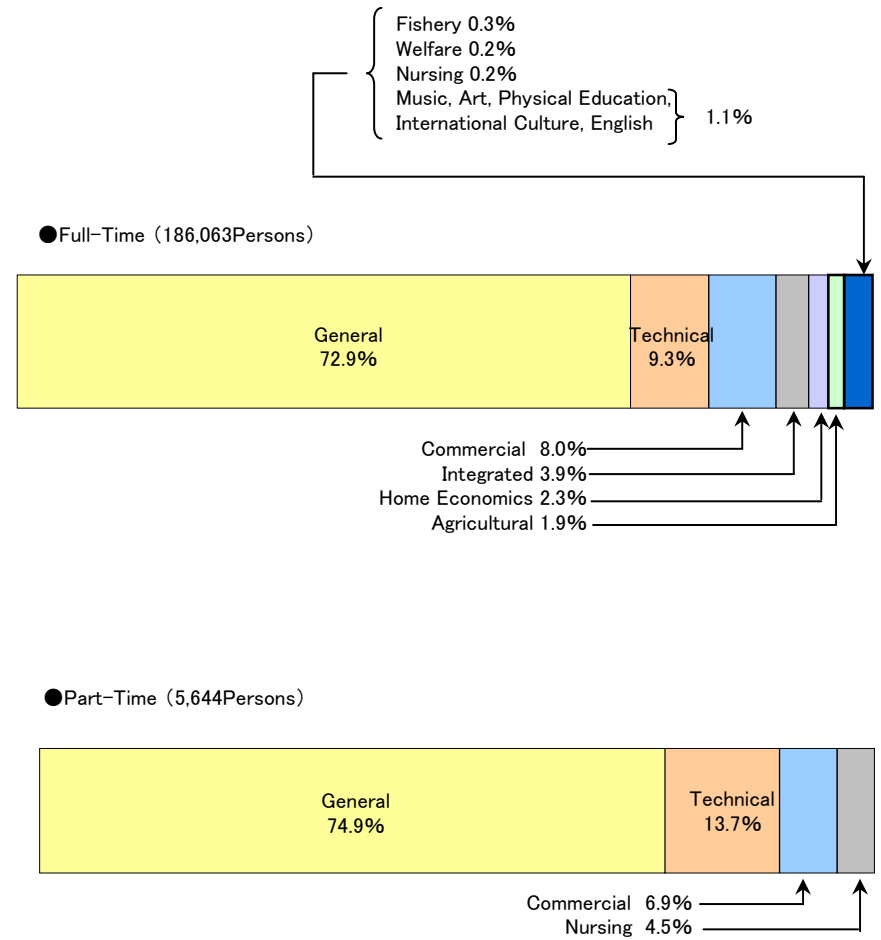 Fishery 0.3%
Welfare 0.2%
Nursing 0.2%
Music, Art, Physical Education,
International Culture, English
1.1%
●Full-Time (186,063Persons)
General
72.9%
Technical
9.3%
Commercial 8.0%
Integrated 3.9%
Home Economics 2.3%
Agricultural 1.9%
●Part-Time (5,644Persons)
General
74.9%
Technical
13.7%
Commercial 6.9%
Nursing 4.5%